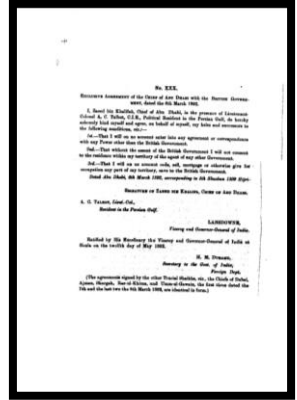 No. XXX.
EXCLUSIVE AGREEMENT of the CHIEF of ABU DHABI with the BRITISH GOVERN-
MENT, dated the 6th March 1892.
I, Zaeed bin Khalifah, Chief of Abu Dhabi, in the presence of Lieutenant-
Colonel A. C. Talbot, C.I.E., Political Resident in the Persian Gulf, do hereby
solemnly bind myself and agree, on behalf of myself, my heirs and successors to
the following conditions, viz.:—
1st.—That I will on no account enter into any agreement or correspondence
with any Power other than the British Government.
2nd.—That without the assent of the British Government I will not consent
to the residence within my territory of the agent of any other Government.
3rd.—That I will on no account cede, sell, mortgage or otherwise give for
occupation any part of my territory, save to the British Government.
Dated Abu Dhabi, 6th March 1892, corresponding to 5th Shaaban 1309 Hijri.
SIGNATURE OF ZAEED BIN KHALIFA, CHIEF OF ABU DHABI.
A. C. TALBOT, Lieut.-Col.,
Resident in the Persian Gulf.
LANSDOWNE,
Viceroy and Governor-General of India.
Ratified by His Excellency the Viceroy and Governor-General of India at
Simla on the twelfth day of May 1892.
H. M. DURAND,
Secretary to the Govt. of India,
Foreign Dept.
(The agreements signed by the other Trucial Sheikhs, viz., the Chiefs of Debai,
Ajman, Shargah, Ras-ul-Khima, and Umm-ul-Gawain, the first three dated the
7th and the last two the 8th March 1892, are identical in form.)